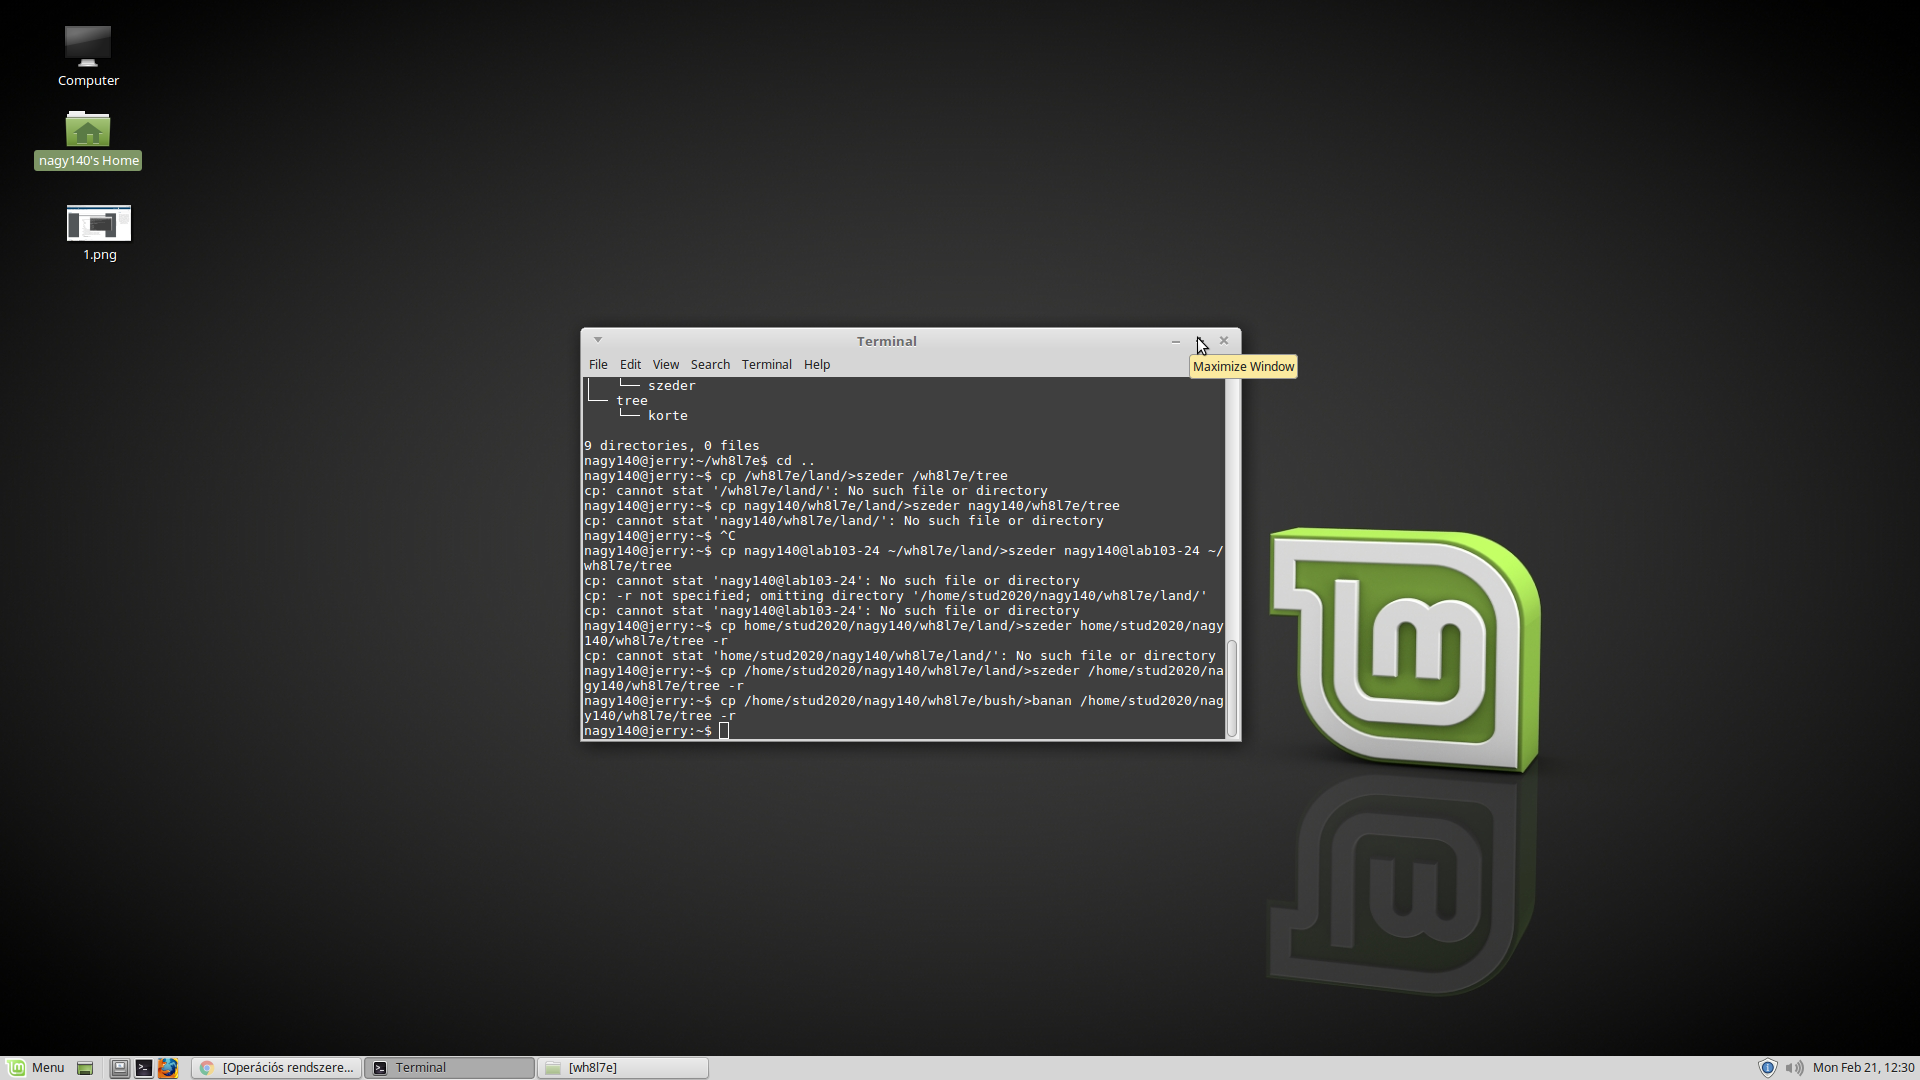 Computer
nagy140's Home
1.png
Terminal
File Edit View Search Terminal Help
Maximize Window
szeder
tree
korte
9 directories, 0 files
nagy140@jerry:~/wh8l7e$ cd ..
nagy140@jerry:~$ cp /wh8l7e/land/>szeder /wh8l7e/tree
cp: cannot stat '/wh8l7e/land/': No such file or directory
nagy140@jerry:~$ cp nagy140/wh8l7e/land/>szeder nagy140/wh8l7e/tree
cp: cannot stat 'nagy140/wh8l7e/land/': No such file or directory
nagy140@jerry:~$ ^C
nagy140@jerry:~$ cp nagy140@lab103-24 ~/wh8l7e/land/>szeder nagy140@lab103-24 ~/
wh8l7e/tree
cp: cannot stat 'nagy140@lab103-24': No such file or directory
cp: -r not specified; omitting directory '/home/stud2020/nagy140/wh8l7e/land/'
cp: cannot stat 'nagy140@lab103-24': No such file or directory
nagy140@jerry:~$ cp home/stud2020/nagy140/wh8l7e/land/>szeder home/stud2020/nagy
140/wh8l7e/tree -r
cp: cannot stat 'home/stud2020/nagy140/wh8l7e/land/': No such file or directory
nagy140@jerry:~$ cp /home/stud2020/nagy140/wh8l7e/land/>szeder /home/stud2020/na
gy140/wh8l7e/tree -r
nagy140@jerry:~$ cp /home/stud2020/nagy140/wh8l7e/bush/>banan /home/stud2020/nag
y140/wh8l7e/tree -r
nagy140@jerry:~$
Menu [Operációs rendszere... Terminal [wh8l7e] Mon Feb 21, 12:30